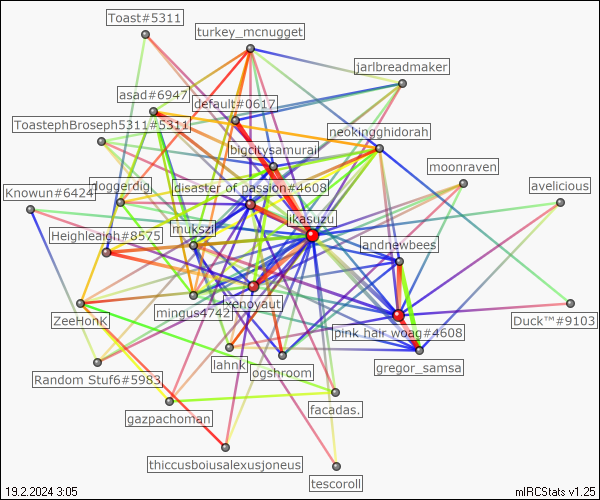 Toast#5311
turkey_mcnugget
jarlbreadmaker
asad#6947
default#0617
ToastephBroseph5311#5311
neokingghidorah
bigcitysamurai
moonraven
Knowun#6424
doggerdig
disaster of passion#4608
avelicious
jikasuzu
Heighleaigh#8575
mukszi
andnewbees
xenoyaut
mingus4742
ZeeHonk
Duck™#9103
pink hair woag#4608
lahnk
ogshroom
gregor_samsa
Random Stuf6#5983
gazpachoman
facadas.
thiccusboiusalexusjoneus
tescoroll
19.2.2024 3:05
mIRCStats v1.25